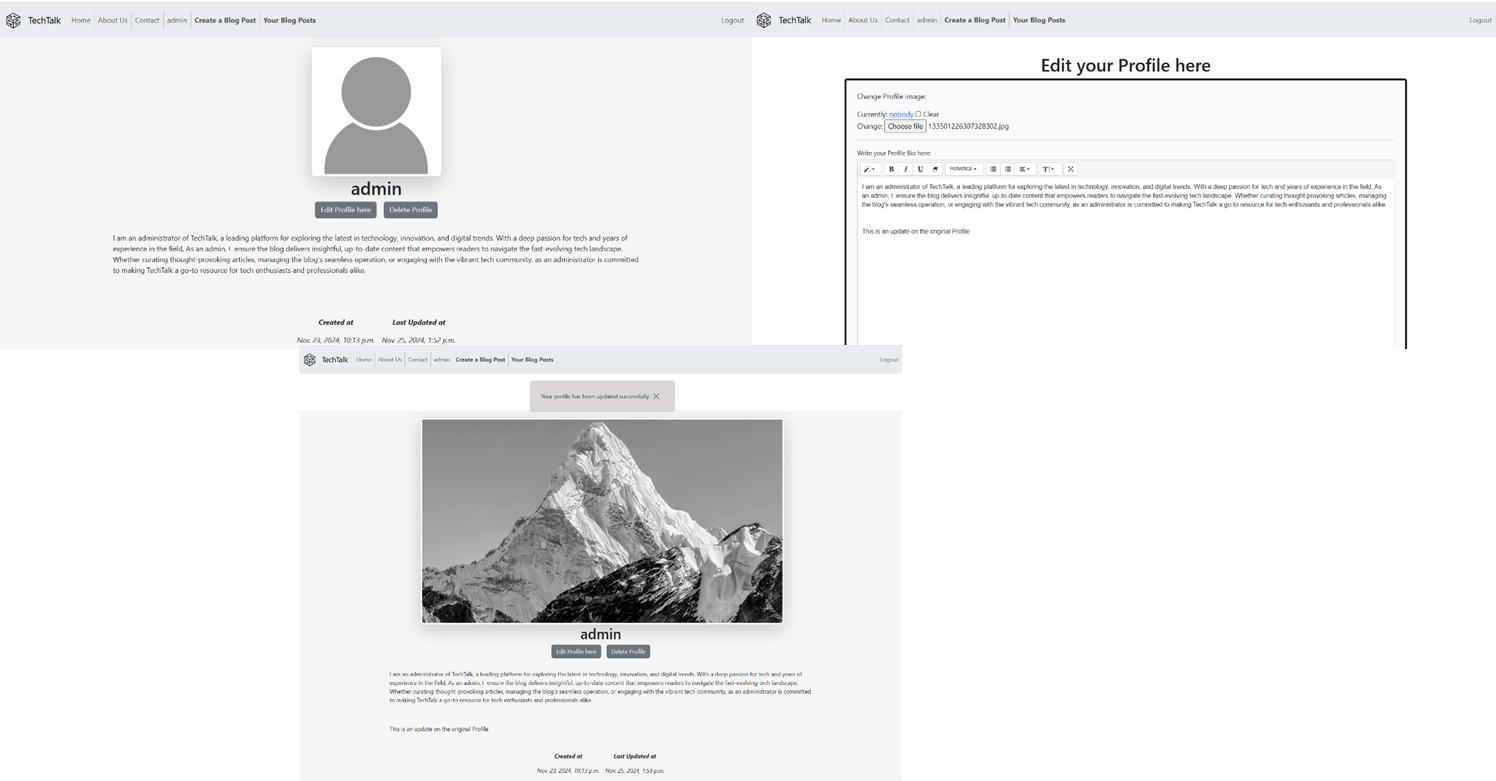 TechTalk Home About Us Contact admin Create a Blog Post Your Blog Posts Logout
admin
Edit Profile here Delete Profile
I am an administrator of TechTalk, a leading platform for exploring the latest in technology, innovation, and digital trends. With a deep passion for tech and years of
experience in the field, As an admin, I ensure the blog delivers insightful, up-to-date content that empowers readers to navigate the fast-evolving tech landscape.
Whether curating thought-provoking articles, managing the blog's seamless operation, or engaging with the vibrant tech community, as an administrator is committed
to making TechTalk a go-to resource for tech enthusiasts and professionals alike.
Created at Last Updated at
Nov. 23, 2024, 10:13 p.m. Nov. 25, 2024, 1:52 p.m.
TechTalk Home About Us Contact admin Create a Blog Post Your Blog Posts Logout
Edit your Profile here
Change Profile image:
Currently: nobody Clear
Change: Choose file 133501226307328302.jpg
Write your Profile Bio here:
B I U Helvetica T
I am an administrator of TechTalk, a leading platform for exploring the latest in technology, innovation, and digital trends. With a deep passion for tech and years of experience in the field, As
an admin, I ensure the blog delivers insightful, up-to-date content that empowers readers to navigate the fast-evolving tech landscape. Whether curating thought-provoking articles, managing
the blog's seamless operation, or engaging with the vibrant tech community, as an administrator is committed to making TechTalk a go-to resource for tech enthusiasts and professionals alike.
This is an update on the original Profile
TechTalk Home About Us Contact admin Create a Blog Post Your Blog Posts Logout
Your profile has been updated successfully
admin
Edit Profile here Delete Profile
I am an administrator of TechTalk, a leading platform for exploring the latest in technology, innovation, and digital trends. With a deep passion for tech and years of
experience in the field, As an admin, I ensure the blog delivers insightful, up-to-date content that empowers readers to navigate the fast-evolving tech landscape.
Whether curating thought-provoking articles, managing the blog's seamless operation, or engaging with the vibrant tech community, as an administrator is committed
to making TechTalk a go-to resource for tech enthusiasts and professionals alike.
This is an update on the original Profile
Created at Last Updated at
Nov. 23, 2024, 10:13 p.m. Nov. 25, 2024, 1:59 p.m.